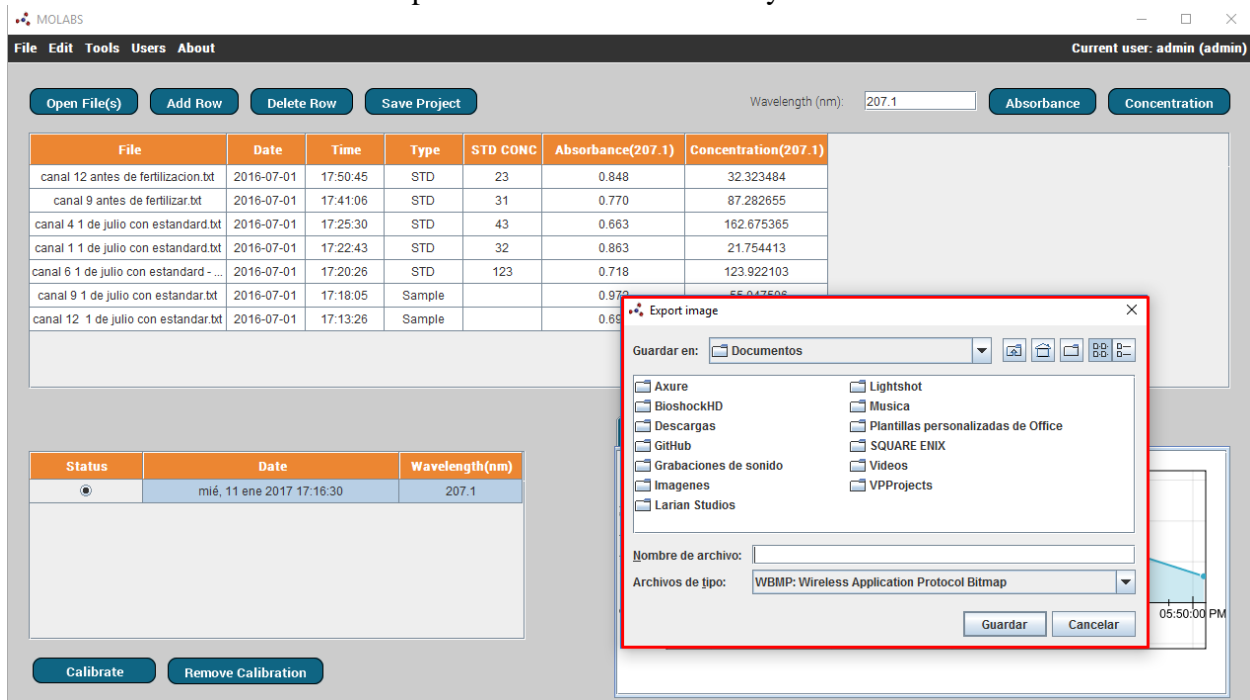 MOLABS
File Edit Tools Users About Current user: admin (admin)
Open File(s) Add Row Delete Row Save Project Wavelength (nm): 207.1 Absorbance Concentration
File Date Time Type STD CONC Absorbance(207.1) Concentration(207.1)
canal 12 antes de fertilizacion.txt 2016-07-01 17:50:45 STD 23 0.848 32.323484
canal 9 antes de fertilizar.txt 2016-07-01 17:41:06 STD 31 0.770 87.282655
canal 4 1 de julio con estandard.txt 2016-07-01 17:25:30 STD 43 0.663 162.675365
canal 1 1 de julio con estandard.txt 2016-07-01 17:22:43 STD 32 0.863 21.754413
canal 6 1 de julio con estandard - ... 2016-07-01 17:20:26 STD 123 0.718 123.922103
canal 9 1 de julio con estandar.txt 2016-07-01 17:18:05 Sample
canal 12 1 de julio con estandar.txt 2016-07-01 17:13:26 Sample
Export image
Guardar en: Documentos
Axure Lightshot
BioshockHD Musica
Descargas Plantillas personalizadas de Office
GitHub SQUARE ENIX
Grabaciones de sonido Videos
Imagenes VPProjects
Larian Studios
Nombre de archivo:
Archivos de tipo: WBMP: Wireless Application Protocol Bitmap
Guardar Cancelar
Status Date Wavelength(nm)
mié, 11 ene 2017 17:16:30 207.1
05:50:00 PM
Calibrate Remove Calibration